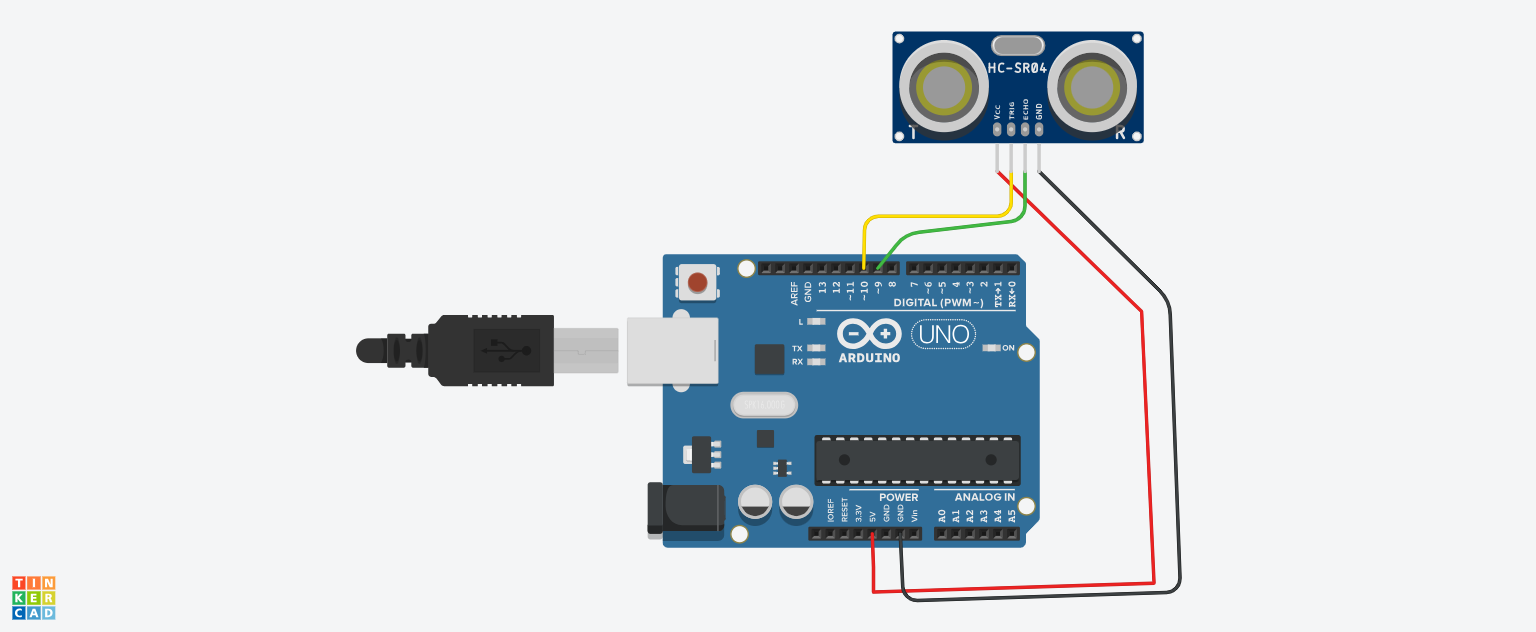 HC-SR04
VCC
TRIG
ECHO
GND
T
R
AREF
GND
13
12
~11
~10
~9
8
7
~6
~5
4
~3
2
TX→1
RX←0
DIGITAL (PWM~)
L
TX
RX
UNO
ARDUINO
ON
POWER
ANALOG IN
IOREF
RESET
3.3V
5V
GND
GND
Vin
A0
A1
A2
A3
A4
A5
TIN
KER
CAD